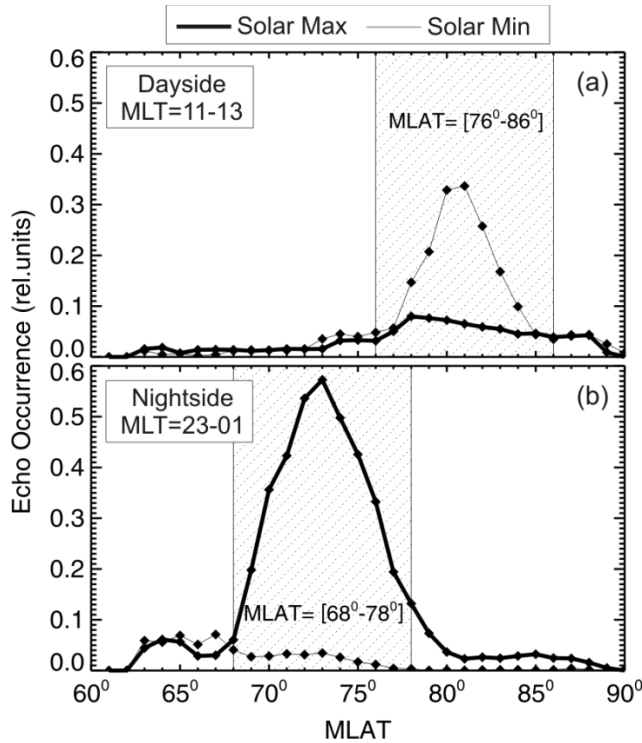 Solar Max Solar Min
0.6
0.5
0.4
0.3
0.2
0.1
0.0
Dayside
MLT=11-13
(a)
MLAT= [76⁰-86⁰]
Echo Occurrence (rel.units)
0.6
0.5
0.4
0.3
0.2
0.1
0.0
Nightside
MLT=23-01
(b)
MLAT= [68⁰-78⁰]
60⁰ 65⁰ 70⁰ 75⁰ 80⁰ 85⁰ 90⁰
MLAT